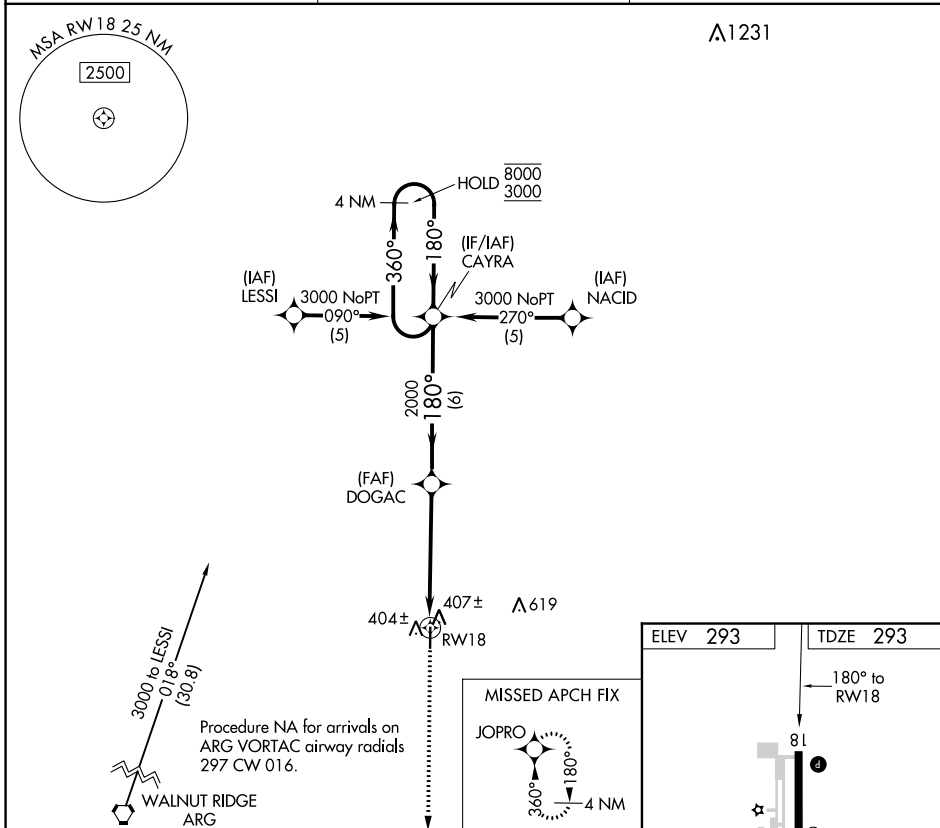 MSA RW18 25 NM
2500
1231
HOLD
8000
3000
4 NM
360°
180°
(IF/IAF)
CAYRA
(IAF)
LESSI
3000 NoPT
090°
(5)
(IAF)
NACID
3000 NoPT
270°
(5)
2000
180°
(6)
(FAF)
DOGAC
404±
407±
619
RW18
3000 to LESSI
018°
(30.8)
Procedure NA for arrivals on
ARG VORTAC airway radials
297 CW 016.
WALNUT RIDGE
ARG
MISSED APCH FIX
JOPRO
360°
180°
4 NM
ELEV 293
TDZE 293
180° to
RW18
18
P